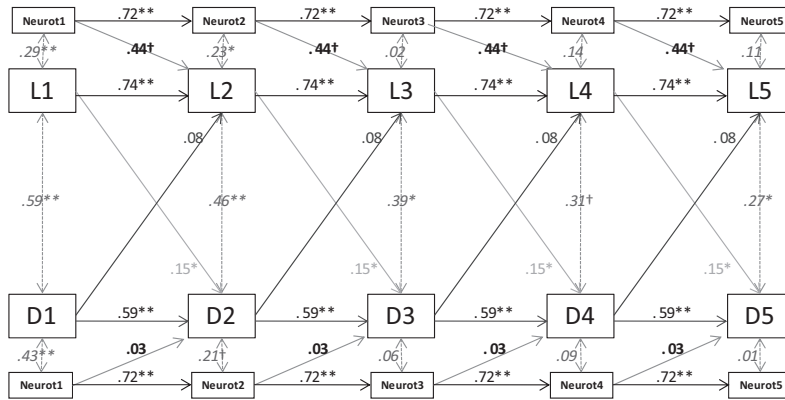 .72** .72** .72** .72**
Neurot1 Neurot2 Neurot3 Neurot4 Neurot5
.29** .44† .23* .44† .02 .44† .14 .44† .11
L1 .74** L2 .74** L3 .74** L4 .74** L5
.08 .08 .08 .08
.59** .46** .39* .31† .27*
.15* .15* .15* .15*
D1 .59** D2 .59** D3 .59** D4 .59** D5
.43** .03 .21† .03 .06 .03 .09 .03 .01
Neurot1 .72** Neurot2 .72** Neurot3 .72** Neurot4 .72** Neurot5